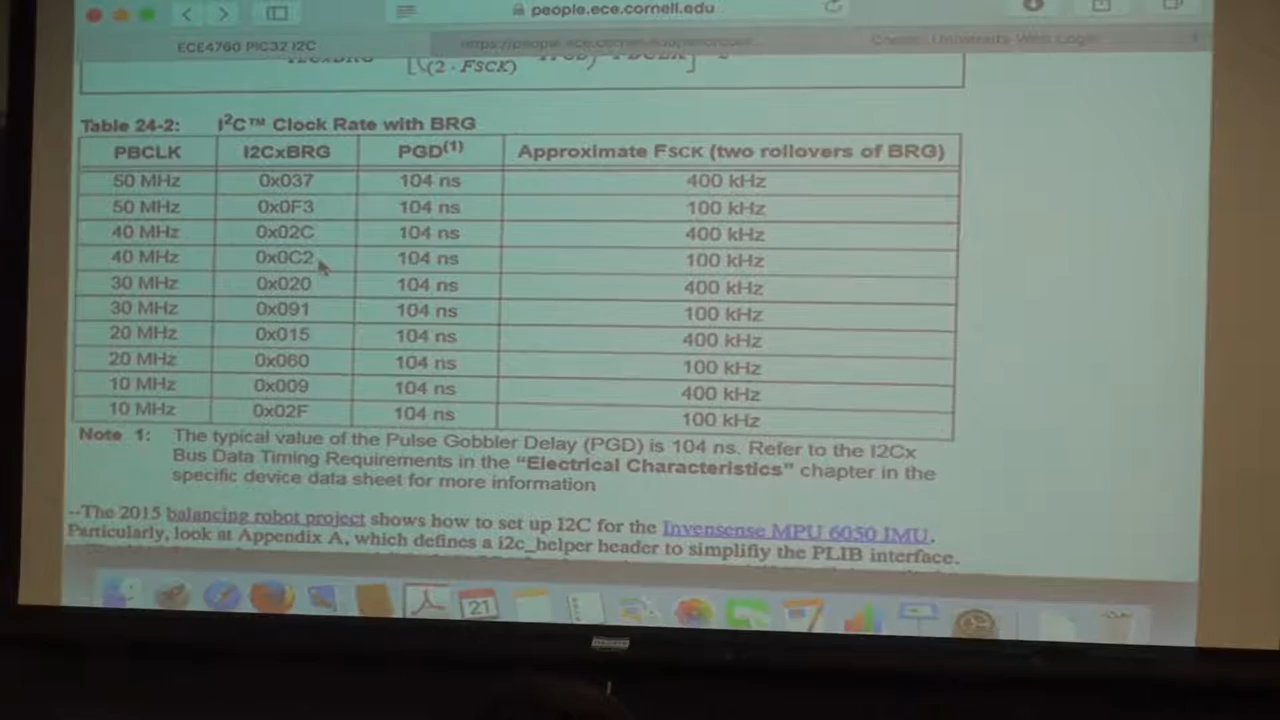 people.ece.cornell.edu
ECE4760 PIC32 I2C
[\(2 · FSCK)
Table 24-2: I²C™ Clock Rate with BRG
PBCLK I2CxBRG PGD(1) Approximate FSCK (two rollovers of BRG)
50 MHz 0x037 104 ns 400 kHz
50 MHz 0x0F3 104 ns 100 kHz
40 MHz 0x02C 104 ns 400 kHz
40 MHz 0x0C2 104 ns 100 kHz
30 MHz 0x020 104 ns 400 kHz
30 MHz 0x091 104 ns 100 kHz
20 MHz 0x015 104 ns 400 kHz
20 MHz 0x060 104 ns 100 kHz
10 MHz 0x009 104 ns 400 kHz
10 MHz 0x02F 104 ns 100 kHz
Note 1: The typical value of the Pulse Gobbler Delay (PGD) is 104 ns. Refer to the I2Cx
Bus Data Timing Requirements in the “Electrical Characteristics” chapter in the
specific device data sheet for more information
--The 2015 balancing robot project shows how to set up I2C for the Invensense MPU 6050 IMU.
Particularly, look at Appendix A, which defines a i2c_helper header to simplifiy the PLIB interface.
21